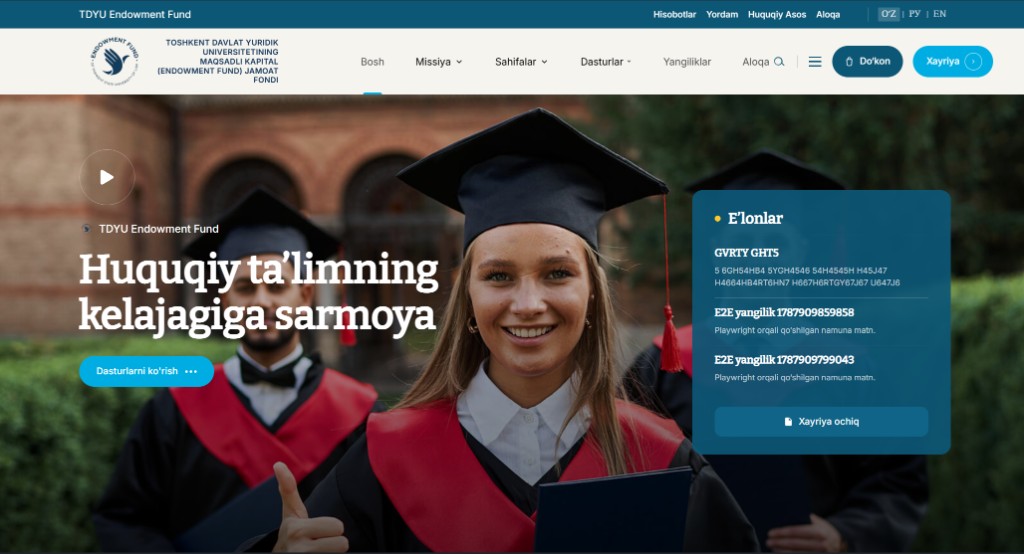 TDYU Endowment Fund
Hisobotlar Yordam Huquqiy Asos Aloqa
O'Z | РУ | EN
ENDOWMENT FUND
TOSHKENT DAVLAT YURIDIK
UNIVERSITETINING
MAQSADLI KAPITAL
(ENDOWMENT FUND) JAMOAT
FONDI
Bosh Missiya Sahifalar Dasturlar Yangiliklar Aloqa
Do'kon
Xayriya
TDYU Endowment Fund
Huquqiy ta’limning
kelajagiga sarmoya
Dasturlarni ko'rish
E’lonlar
GVRTY GHT5
5 6GH54H84 5YGH4546 54H4545H H45J47
H4664HB4RT6HN7 H667H6RTGY67J67 U647J6
E2E yangilik 1787909859858
Playwright orqali qo'shilgan namuna matn.
E2E yangilik 1787909799043
Playwright orqali qo'shilgan namuna matn.
Xayriya ochiq